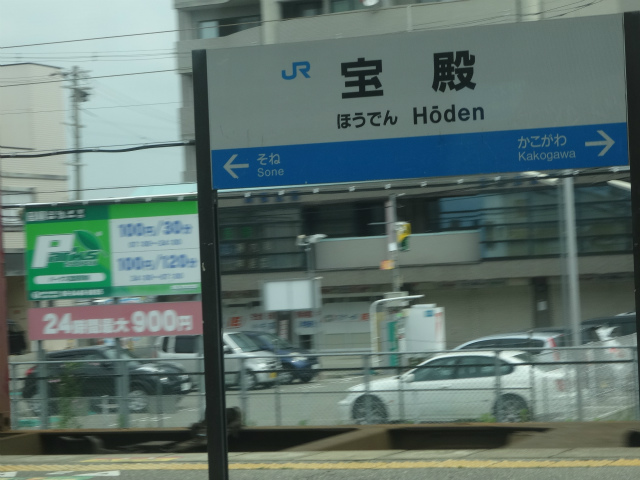 JR
宝殿
ほうでん Hōden
← そね
Sone
かこがわ →
Kakogawa
100円/30分
100円/120分
24時間最大900円